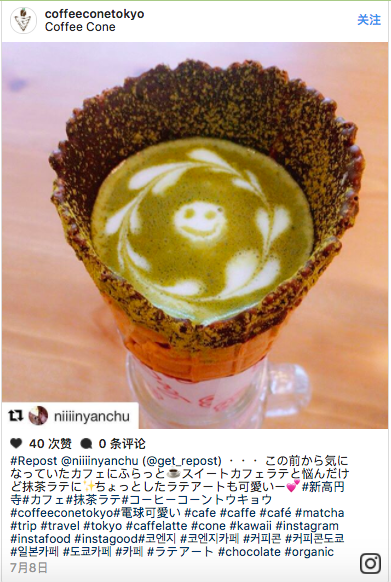 coffeeconetokyo
Coffee Cone
关注
niiiinyanchu
40 次赞 0 条评论
#Repost @niiiinyanchu (@get_repost) ・・・ この前から気に
なっていたカフェにふらっと☕スイートカフェラテと悩んだけ
ど抹茶ラテに✨ちょっとしたラテアートも可愛いー💕#新高円
寺#カフェ#抹茶ラテ#コーヒーコーントウキョウ
#coffeeconetokyo#電球可愛い #cafe #caffe #café #matcha
#trip #travel #tokyo #caffelatte #cone #kawaii #instagram
#instafood #instagood#코엔지 #코엔지카페 #커피콘 #커피콘도쿄
#일본카페 #도쿄카페 #카페 #ラテアート #chocolate #organic
7月8日